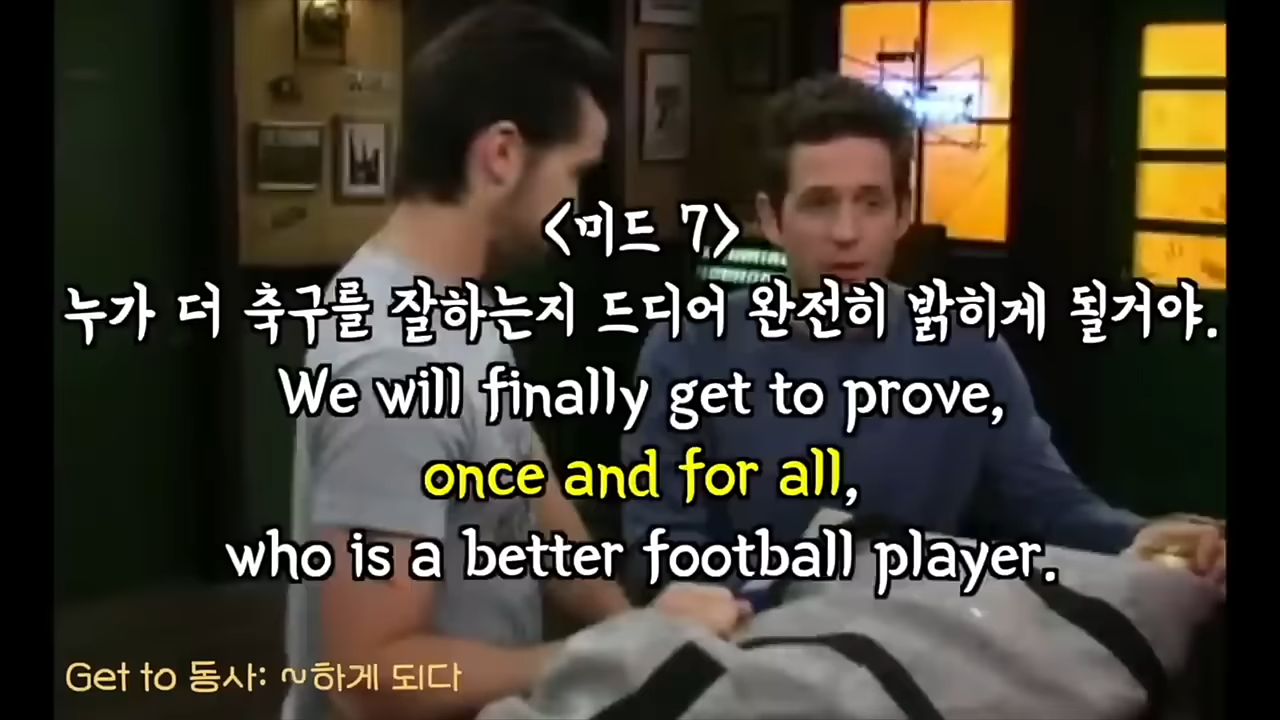 <미드 7>
누가 더 축구를 잘하는지 드디어 완전히 밝히게 될거야.
We will finally get to prove,
once and for all,
who is a better football player.
Get to 동사: ~하게 되다